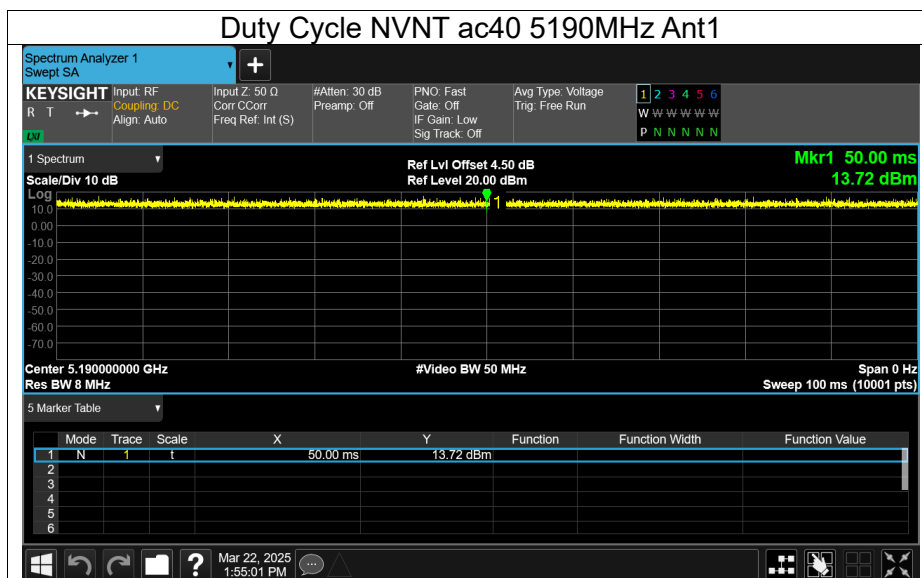 Duty Cycle NVNT ac40 5190MHz Ant1
Spectrum Analyzer 1
Swept SA
KEYSIGHT Input: RF Input Z: 50 Ω #Atten: 30 dB PNO: Fast Avg Type: Voltage 1 2 3 4 5 6
R T Coupling: DC Corr CCorr Preamp: Off Gate: Off Trig: Free Run W W W W W W
Align: Auto Freq Ref: Int (S) IF Gain: Low
LXI Sig Track: Off P N N N N N
1 Spectrum Ref Lvl Offset 4.50 dB Mkr1 50.00 ms
Scale/Div 10 dB Ref Level 20.00 dBm 13.72 dBm
Log
1
10.0
0.00
-10.0
-20.0
-30.0
-40.0
-50.0
-60.0
-70.0
Center 5.190000000 GHz #Video BW 50 MHz Span 0 Hz
Res BW 8 MHz Sweep 100 ms (10001 pts)
5 Marker Table
Mode Trace Scale X Y Function Function Width Function Value
1 N 1 t 50.00 ms 13.72 dBm
2
3
4
5
6
? Mar 22, 2025
1:55:01 PM